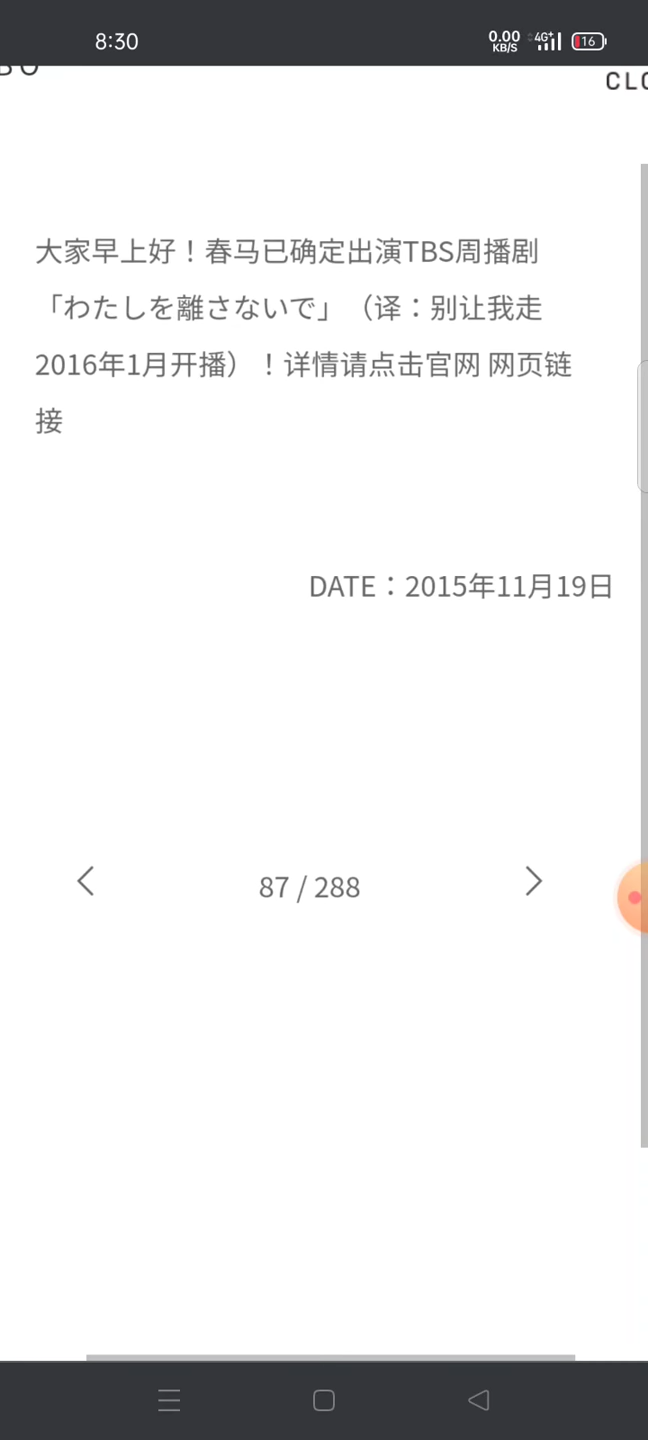 8:30
0.00
KB/S
4G+
16
大家早上好！春马已确定出演TBS周播剧
「わたしを離さないで」（译：别让我走
2016年1月开播）！详情请点击官网 网页链
接
DATE：2015年11月19日
87 / 288